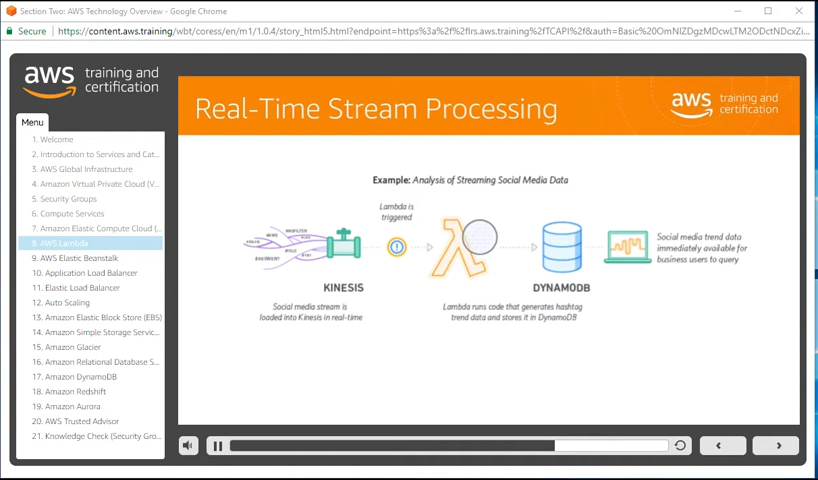 Section Two: AWS Technology Overview - Google Chrome
Secure
aws training and
certification
Menu
1. Welcome
2. Introduction to Services and Cat...
3. AWS Global Infrastructure
4. Amazon Virtual Private Cloud (V...
5. Security Groups
6. Compute Services
7. Amazon Elastic Compute Cloud (...
8. AWS Lambda
9. AWS Elastic Beanstalk
10. Application Load Balancer
11. Elastic Load Balancer
12. Auto Scaling
13. Amazon Elastic Block Store (EBS)
14. Amazon Simple Storage Servic...
15. Amazon Glacier
16. Amazon Relational Database S...
17. Amazon DynamoDB
18. Amazon Redshift
19. Amazon Aurora
20. AWS Trusted Advisor
21. Knowledge Check (Security Gro...
Real-Time Stream Processing
aws training and
certification
Example: Analysis of Streaming Social Media Data
Lambda is
triggered
Social media trend data
immediately available for
business users to query
KINESIS
DYNAMODB
Social media stream is
loaded into Kinesis in real-time
Lambda runs code that generates hashtag
trend data and stores it in DynamoDB